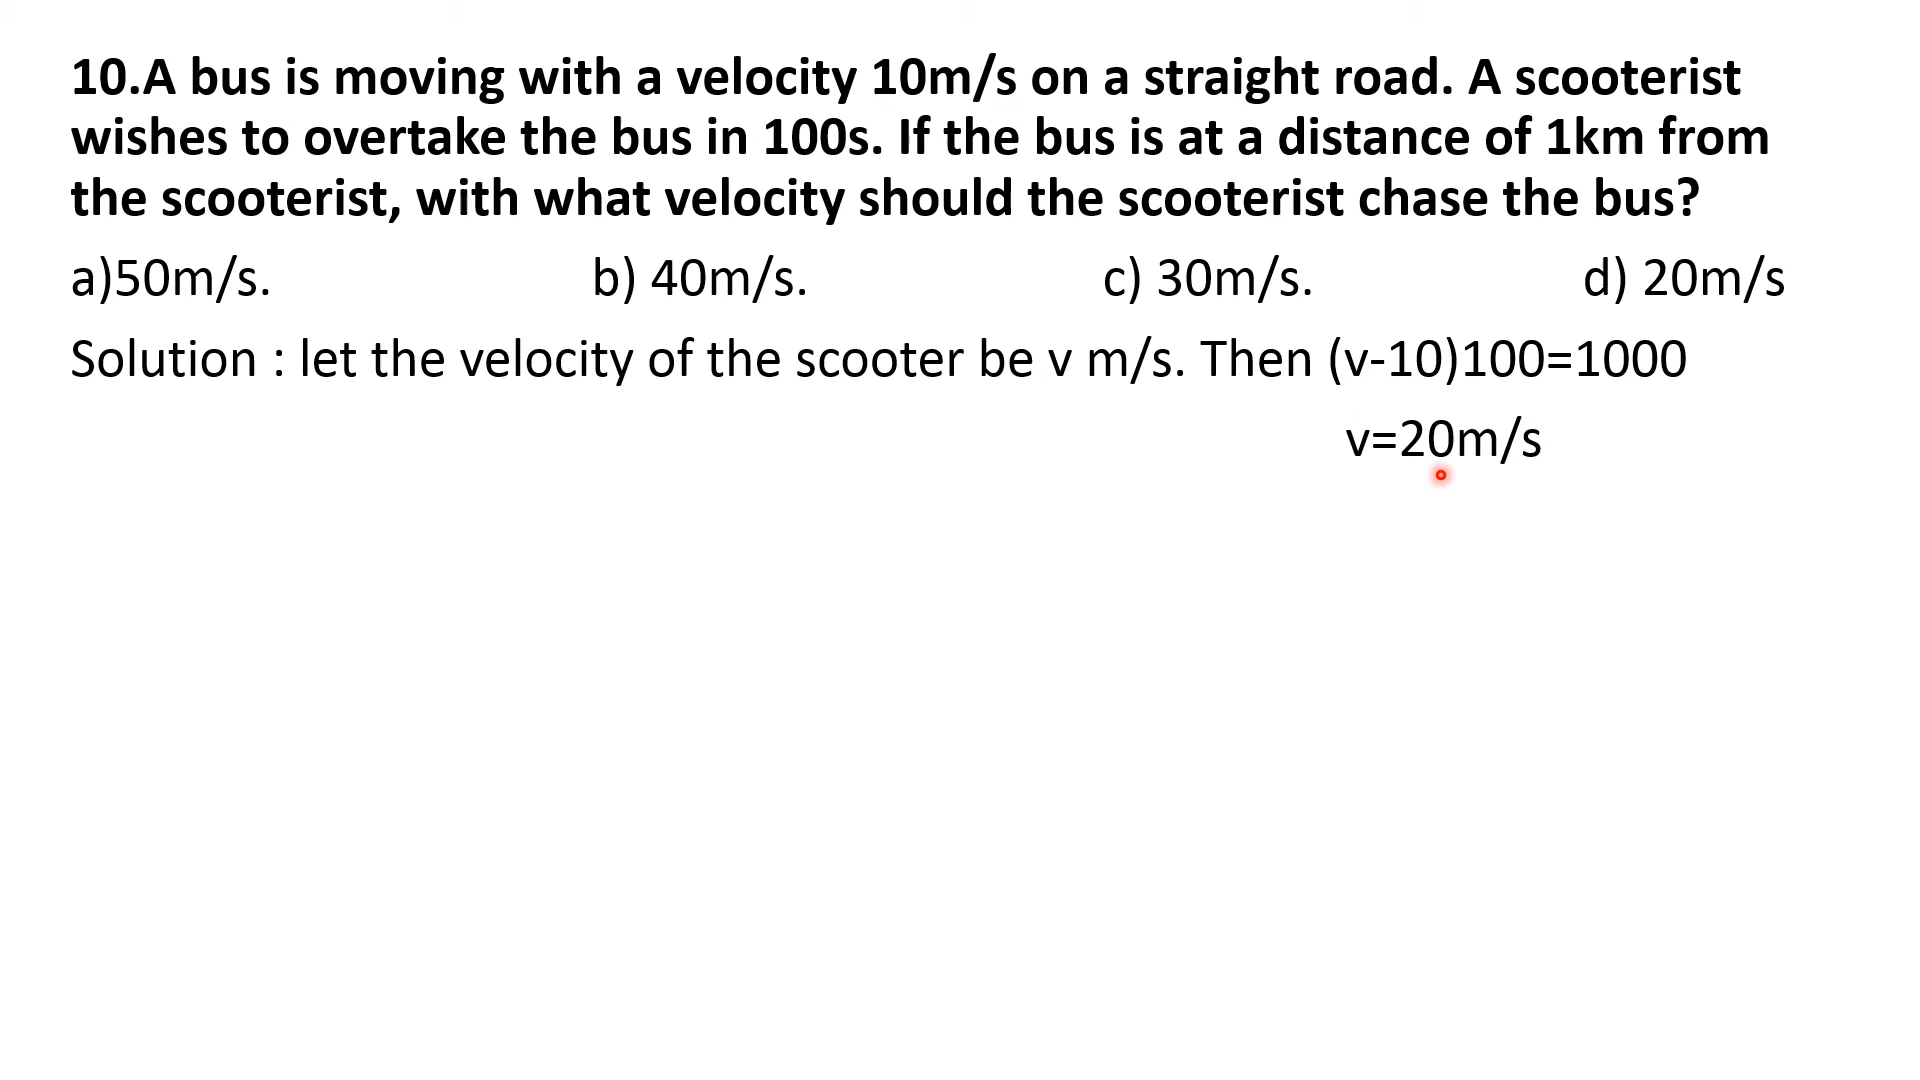 10.A bus is moving with a velocity 10m/s on a straight road. A scooterist
wishes to overtake the bus in 100s. If the bus is at a distance of 1km from
the scooterist, with what velocity should the scooterist chase the bus?
a)50m/s. b) 40m/s. c) 30m/s. d) 20m/s
Solution : let the velocity of the scooter be v m/s. Then (v-10)100=1000
v=20m/s